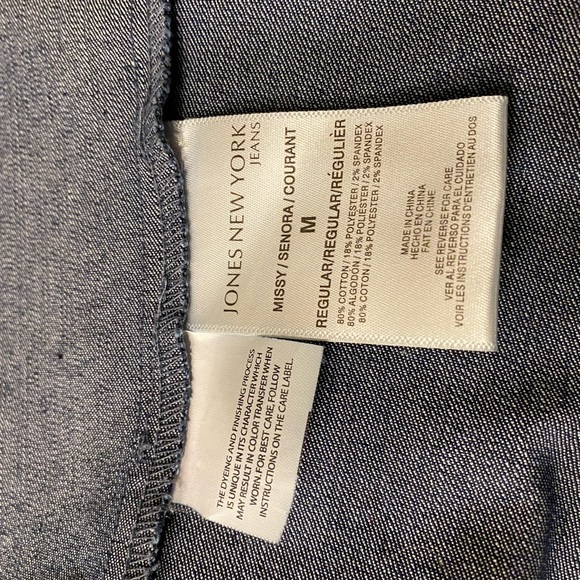 JONES NEW YORK
JEANS
MISSY / SENORA / COURANT
M
REGULAR/REGULAR/RÉGULIÈR
80% COTTON / 18% POLYESTER / 2% SPANDEX
80% ALGODÓN / 18% POLIÉSTER / 2% SPANDEX
80% COTON / 18% POLYESTER / 2% SPANDEX
MADE IN CHINA
HECHO EN CHINA
FAIT EN CHINE
SEE REVERSE FOR CARE
VER AL REVERSO PARA EL CUIDADO
VOIR LES INSTRUCTIONS D'ENTRETIEN AU DOS
THE DYEING AND FINISHING PROCESS
IS UNIQUE IN ITS CHARACTER WHICH
MAY RESULT IN COLOR TRANSFER WHEN
WORN. FOR BEST CARE, FOLLOW
INSTRUCTIONS ON THE CARE LABEL.